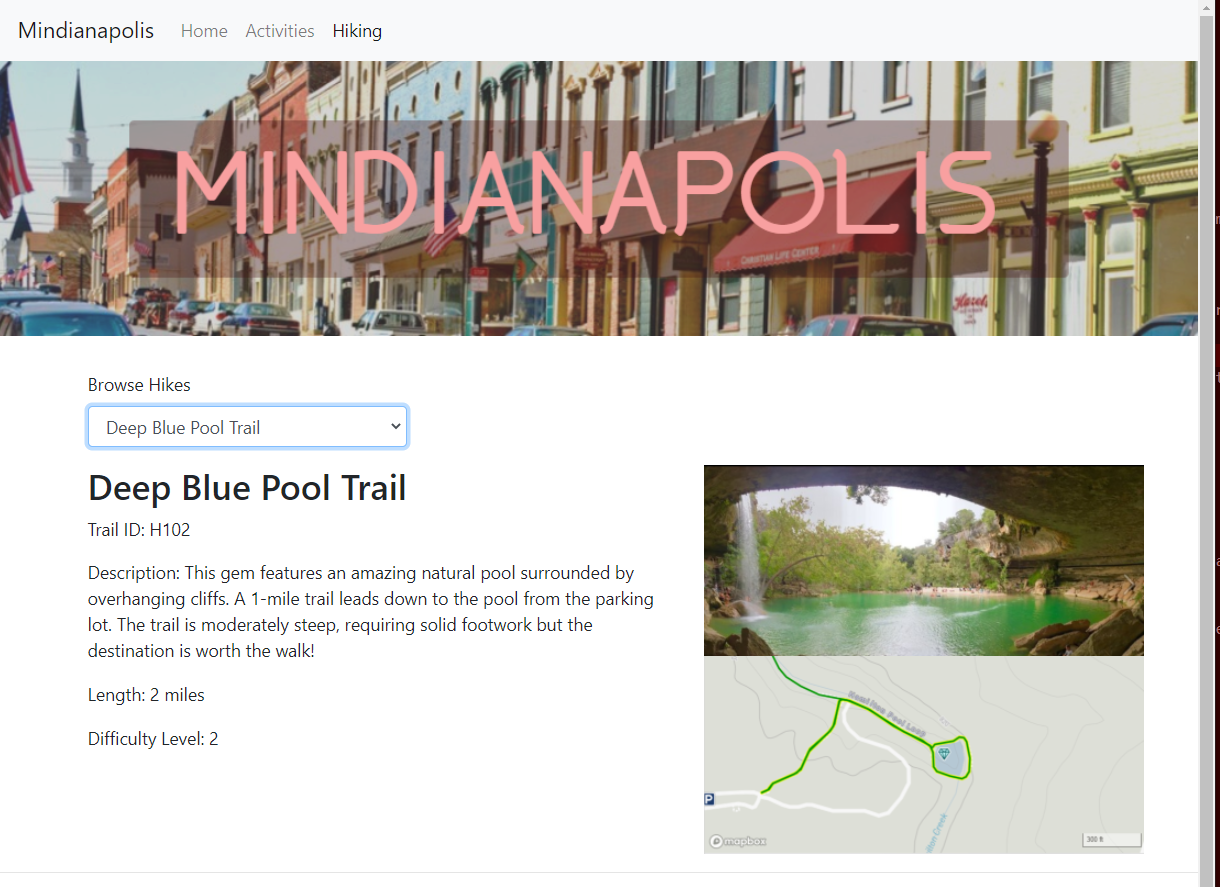 Mindianapolis Home Activities Hiking
MINDIANAPOLIS
CHRISTIAN LIFE CENTER
Hazel's
Browse Hikes
Deep Blue Pool Trail
Deep Blue Pool Trail
Trail ID: H102
Description: This gem features an amazing natural pool surrounded by
overhanging cliffs. A 1-mile trail leads down to the pool from the parking
lot. The trail is moderately steep, requiring solid footwork but the
destination is worth the walk!
Length: 2 miles
Difficulty Level: 2
Hamilton Pool Loop
P
mapbox
300 ft